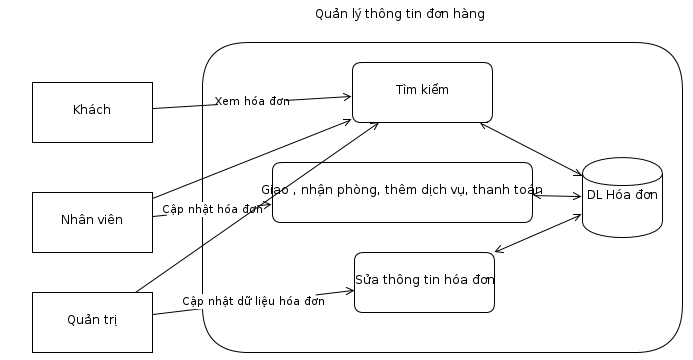 Quản lý thông tin đơn hàng
Tìm kiếm
Khách
Xem hóa đơn
Giao , nhận phòng, thêm dịch vụ, thanh toán
DL Hóa đơn
Nhân viên
Cập nhật hóa đơn
Sửa thông tin hóa đơn
Cập nhật dữ liệu hóa đơn
Quản trị